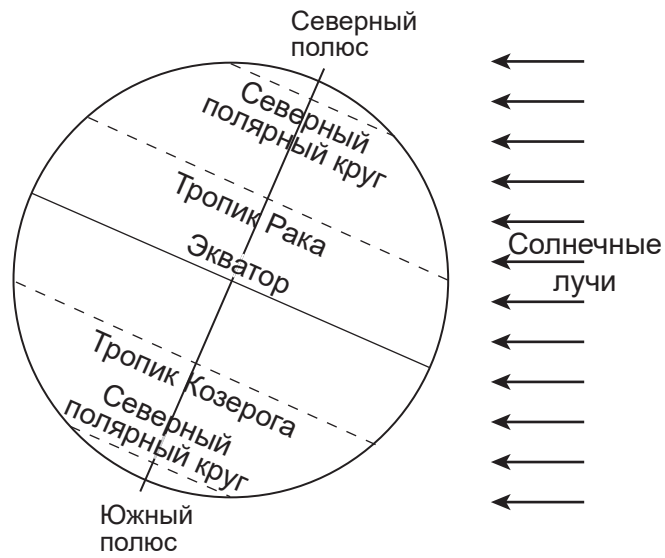 Северный
полюс
Северный
полярный круг
Тропик Рака
Экватор
Солнечные
лучи
Тропик Козерога
Северный
полярный круг
Южный
полюс